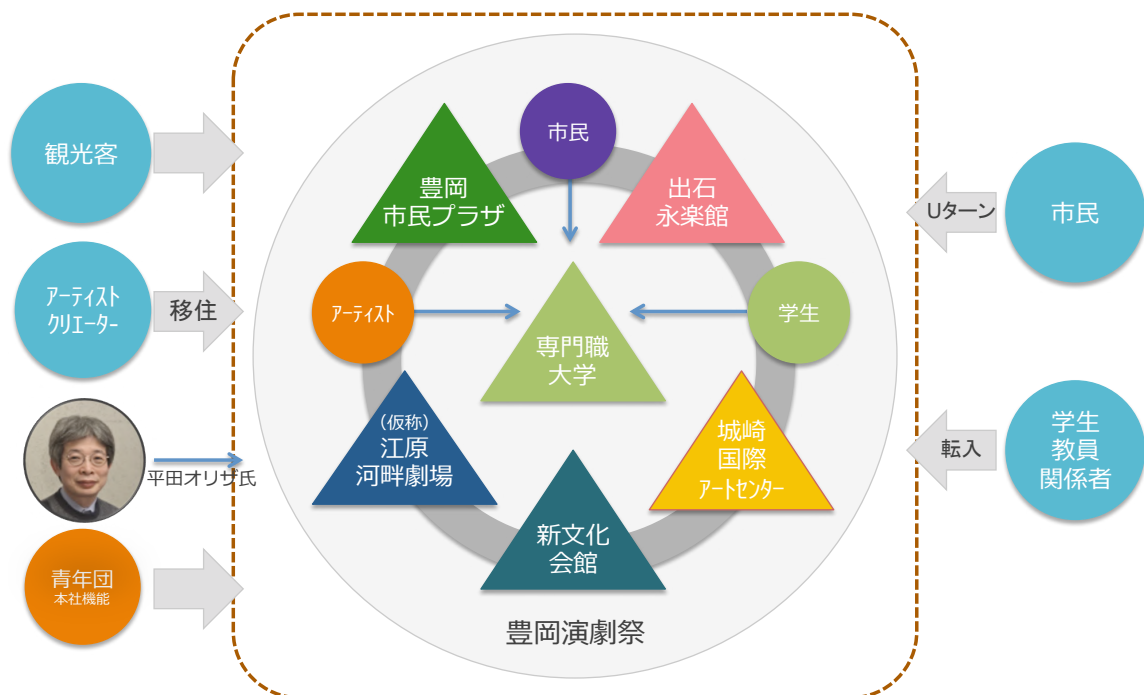 観光客
アーティスト
クリエーター
移住
平田オリザ氏
青年団
本社機能
市民
豊岡
市民プラザ
出石
永楽館
アーティスト
学生
専門職
大学
(仮称)
江原
河畔劇場
城崎
国際
アートセンター
新文化
会館
豊岡演劇祭
Uターン
市民
転入
学生
教員
関係者